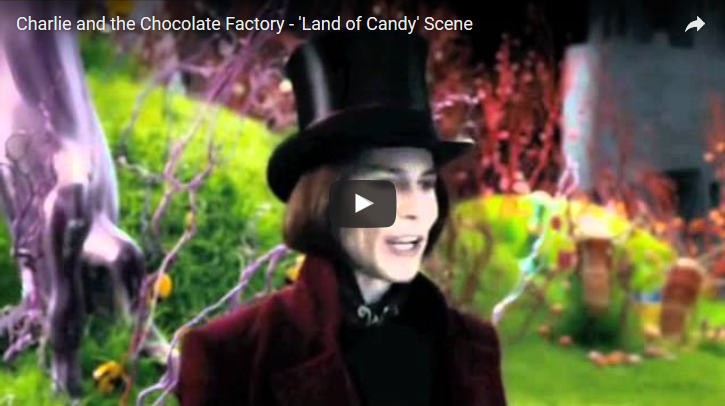 Charlie and the Chocolate Factory - 'Land of Candy' Scene